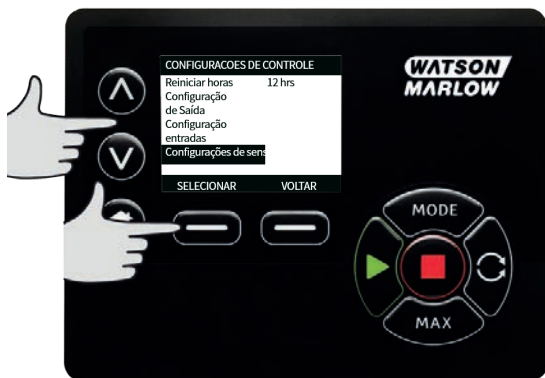 CONFIGURACOES DE CONTROLE
Reiniciar horas 12 hrs
Configuração
de Saída
Configuração
entradas
Configurações de sens
SELECIONAR VOLTAR
WATSON
MARLOW
MODE
MAX